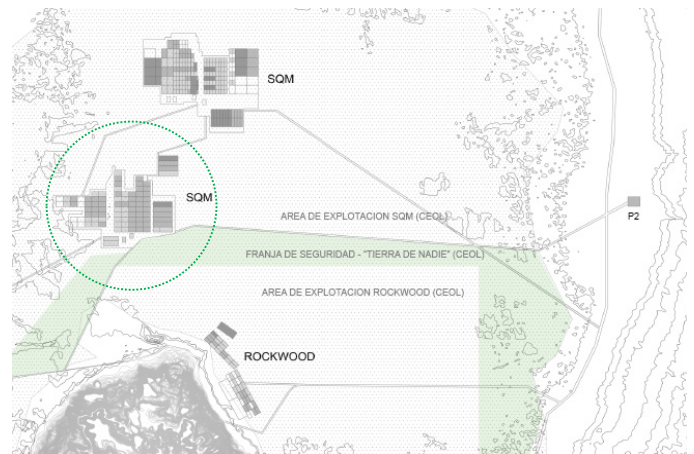 SQM
SQM
AREA DE EXPLOTACION SQM (CEOL)
P2
FRANJA DE SEGURIDAD - "TIERRA DE NADIE" (CEOL)
AREA DE EXPLOTACION ROCKWOOD (CEOL)
ROCKWOOD